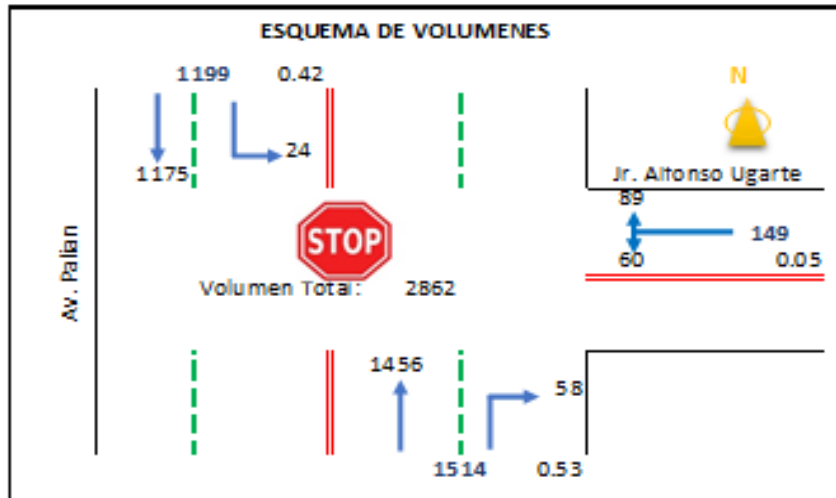 ESQUEMA DE VOLUMENES
1199 0.42
N
24
1175
Jr. Alfonso Ugarte
89
STOP
149
60 0.05
Av. Palian
Volumen Total: 2862
1456
58
1514 0.53